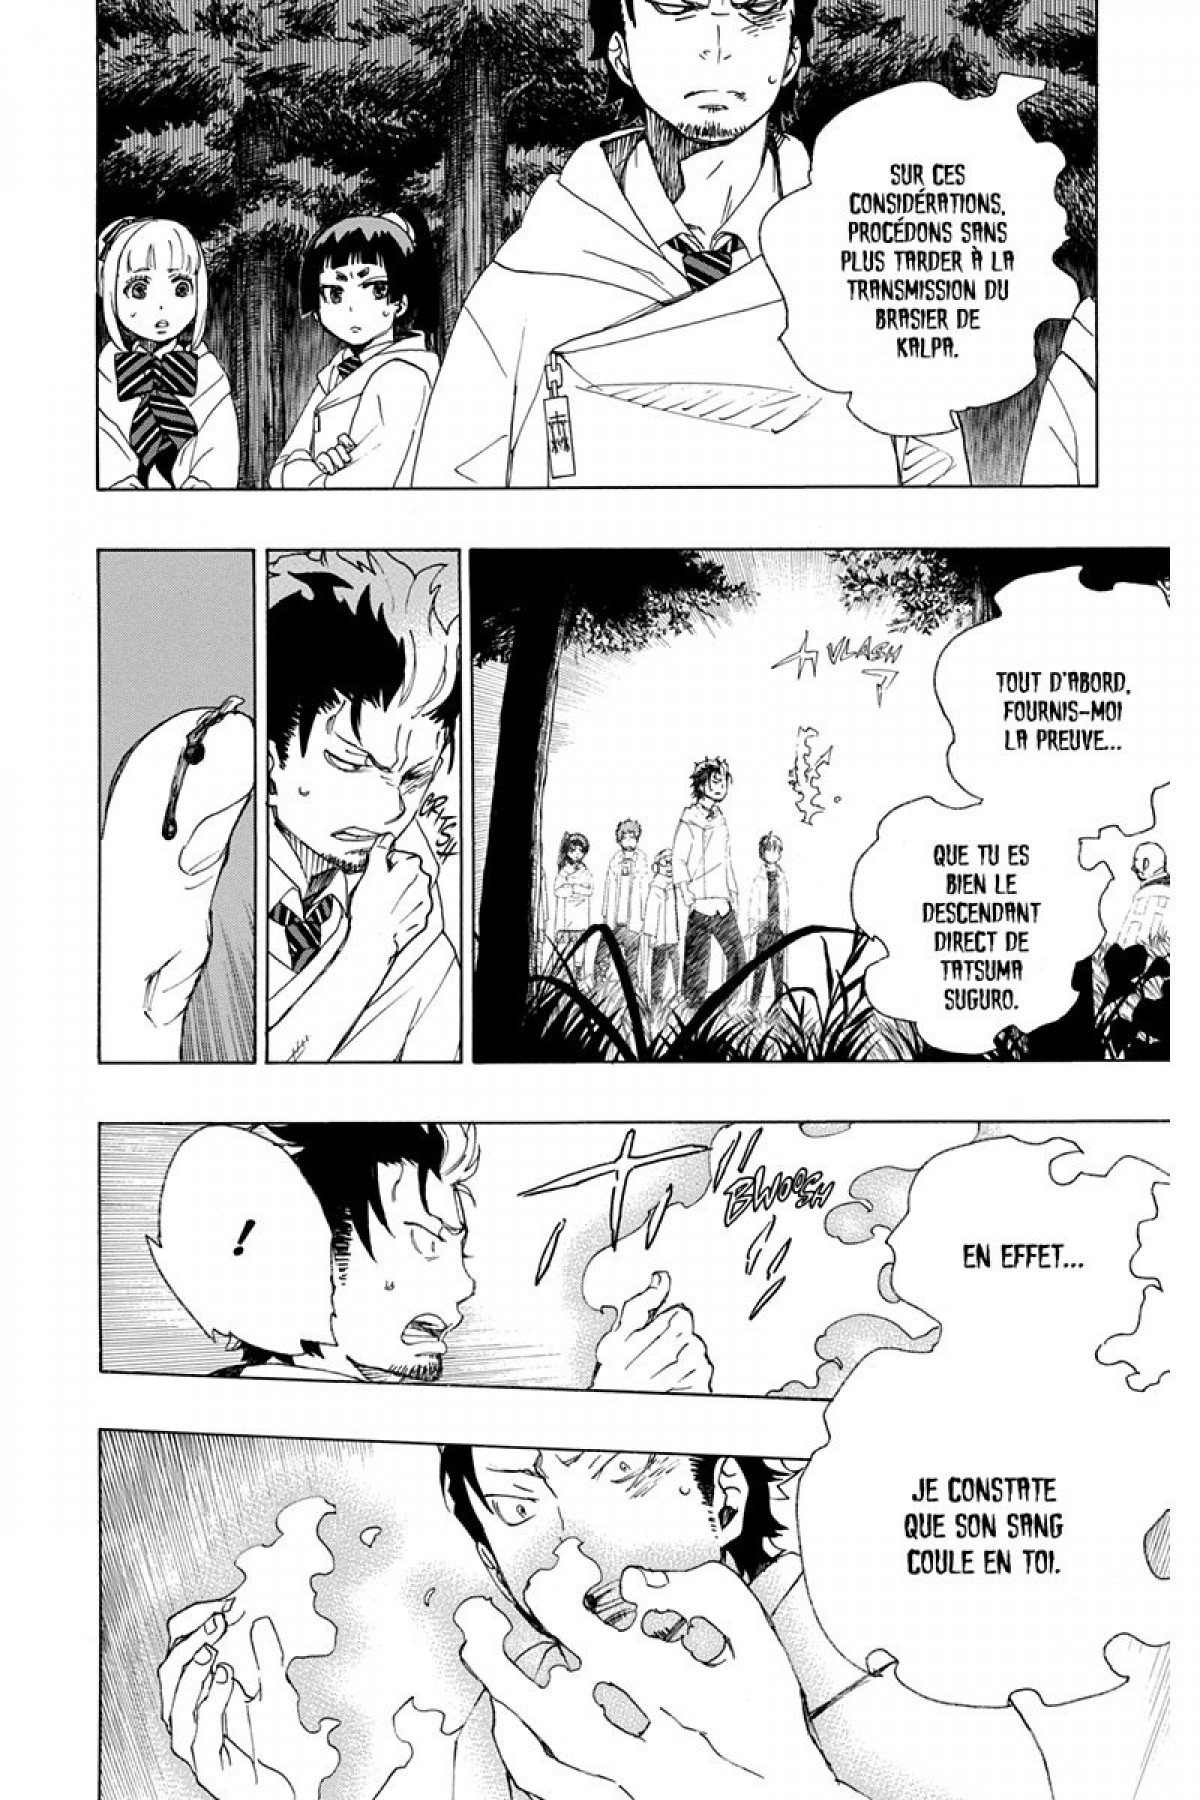 SUR CES
CONSIDÉRATIONS,
PROCÉDONS SANS
PLUS TARDER À LA
TRANSMISSION DU
BRASIER DE
KALPA.
TOUT D'ABORD,
FOURNIS-MOI
LA PREUVE...
VLASH
QUE TU ES
BIEN LE
DESCENDANT
DIRECT DE
TATSUMA
SUGURO.
EN EFFET...
BWOOSH
!
JE CONSTATE
QUE SON SANG
COULE EN TOI.